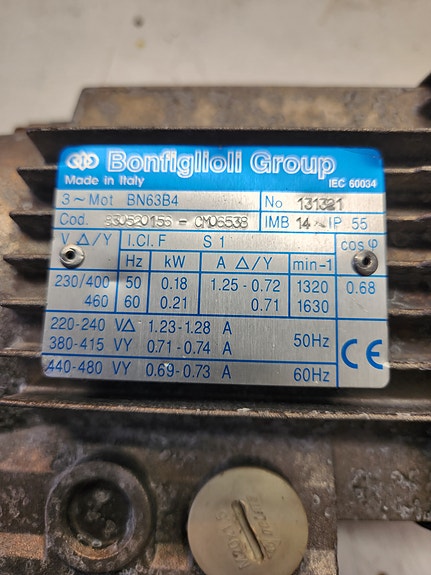 Bonfiglioli Group
Made in Italy IEC 60034
3~Mot BN63B4 No 131321
Cod. 830520156 - CM06538 IMB 14 IP 55
V Δ/Y I.Cl. F S 1 cos φ
Hz kW A Δ/Y min-1
230/400 50 0.18 1.25 - 0.72 1320 0.68
460 60 0.21 0.71 1630
220-240 VΔ 1.23-1.28 A
380-415 VY 0.71-0.74 A 50Hz
440-480 VY 0.69-0.73 A 60Hz
CE